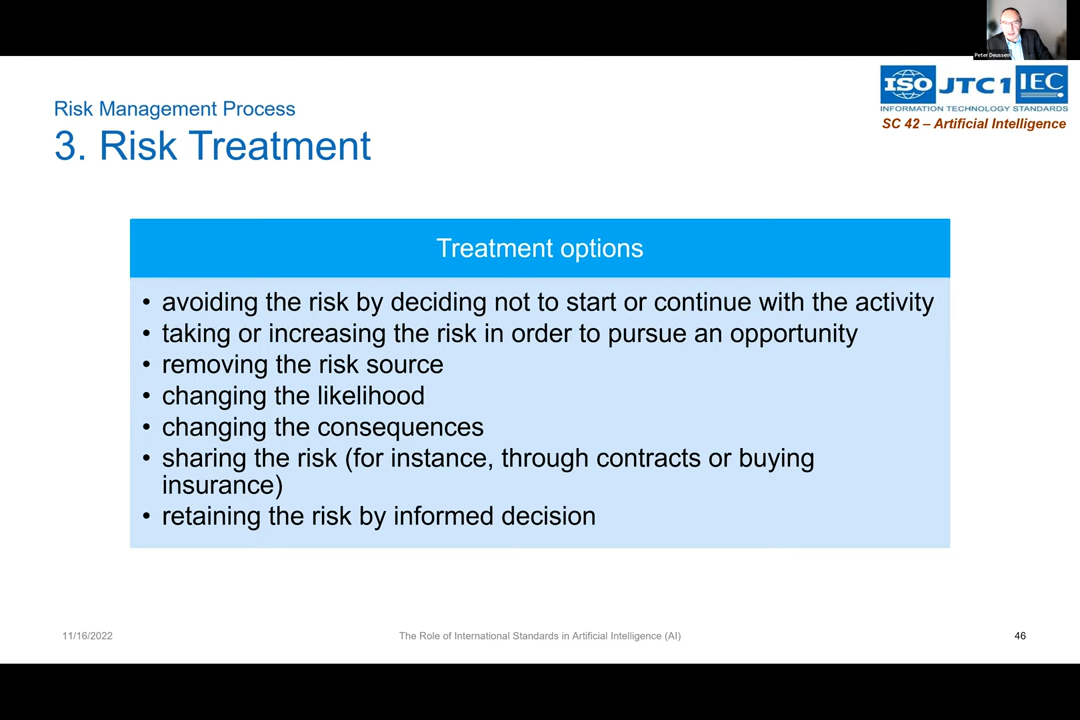 Peter Deussen
ISO JTC 1 IEC
INFORMATION TECHNOLOGY STANDARDS
SC 42 – Artificial Intelligence
Risk Management Process
3. Risk Treatment
Treatment options
• avoiding the risk by deciding not to start or continue with the activity
• taking or increasing the risk in order to pursue an opportunity
• removing the risk source
• changing the likelihood
• changing the consequences
• sharing the risk (for instance, through contracts or buying
insurance)
• retaining the risk by informed decision
11/16/2022
The Role of International Standards in Artificial Intelligence (AI)
46